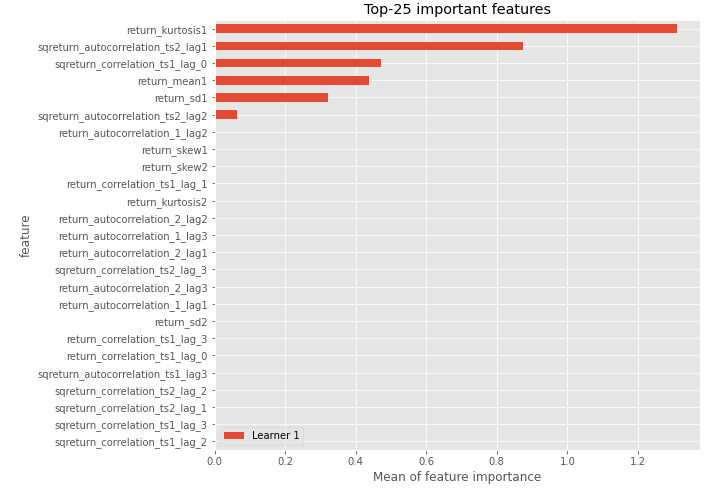 Top-25 important features
return_kurtosis1
sqreturn_autocorrelation_ts2_lag1
sqreturn_correlation_ts1_lag_0
return_mean1
return_sd1
sqreturn_autocorrelation_ts2_lag2
return_autocorrelation_1_lag2
return_skew1
return_skew2
return_correlation_ts1_lag_1
return_kurtosis2
return_autocorrelation_2_lag2
return_autocorrelation_1_lag3
return_autocorrelation_2_lag1
sqreturn_correlation_ts2_lag_3
return_autocorrelation_2_lag3
return_autocorrelation_1_lag1
return_sd2
return_correlation_ts1_lag_3
return_correlation_ts1_lag_0
sqreturn_autocorrelation_ts1_lag3
sqreturn_correlation_ts2_lag_2
sqreturn_correlation_ts2_lag_1
sqreturn_correlation_ts1_lag_3
sqreturn_correlation_ts1_lag_2
feature
Learner 1
0.0 0.2 0.4 0.6 0.8 1.0 1.2
Mean of feature importance